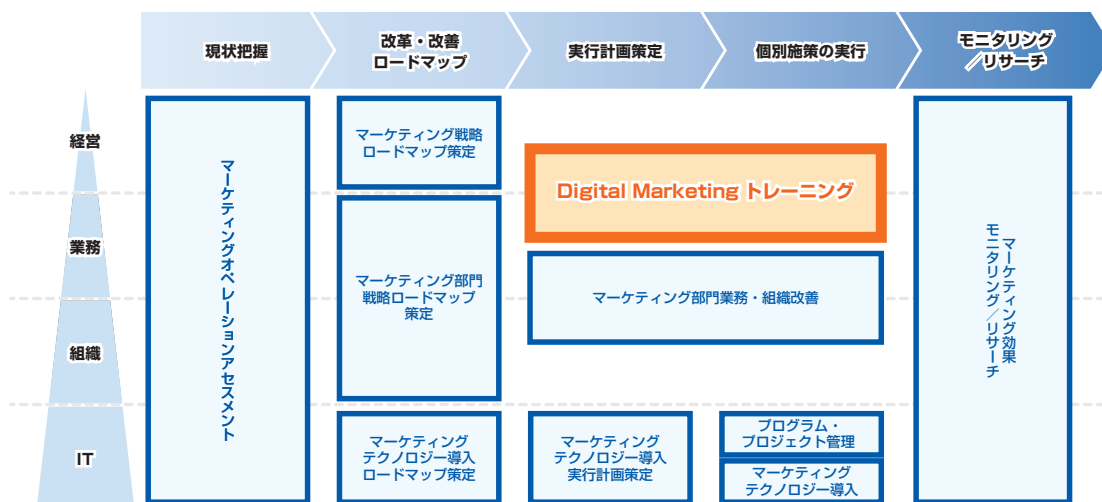 現状把握
改革・改善
ロードマップ
実行計画策定
個別施策の実行
モニタリング
／リサーチ
経営
業務
組織
IT
マーケティングオペレーションアセスメント
マーケティング戦略
ロードマップ策定
マーケティング部門
戦略ロードマップ
策定
マーケティング
テクノロジー導入
ロードマップ策定
Digital Marketing トレーニング
マーケティング部門業務・組織改善
マーケティング
テクノロジー導入
実行計画策定
プログラム・
プロジェクト管理
マーケティング
テクノロジー導入
マーケティング効果
モニタリング／リサーチ